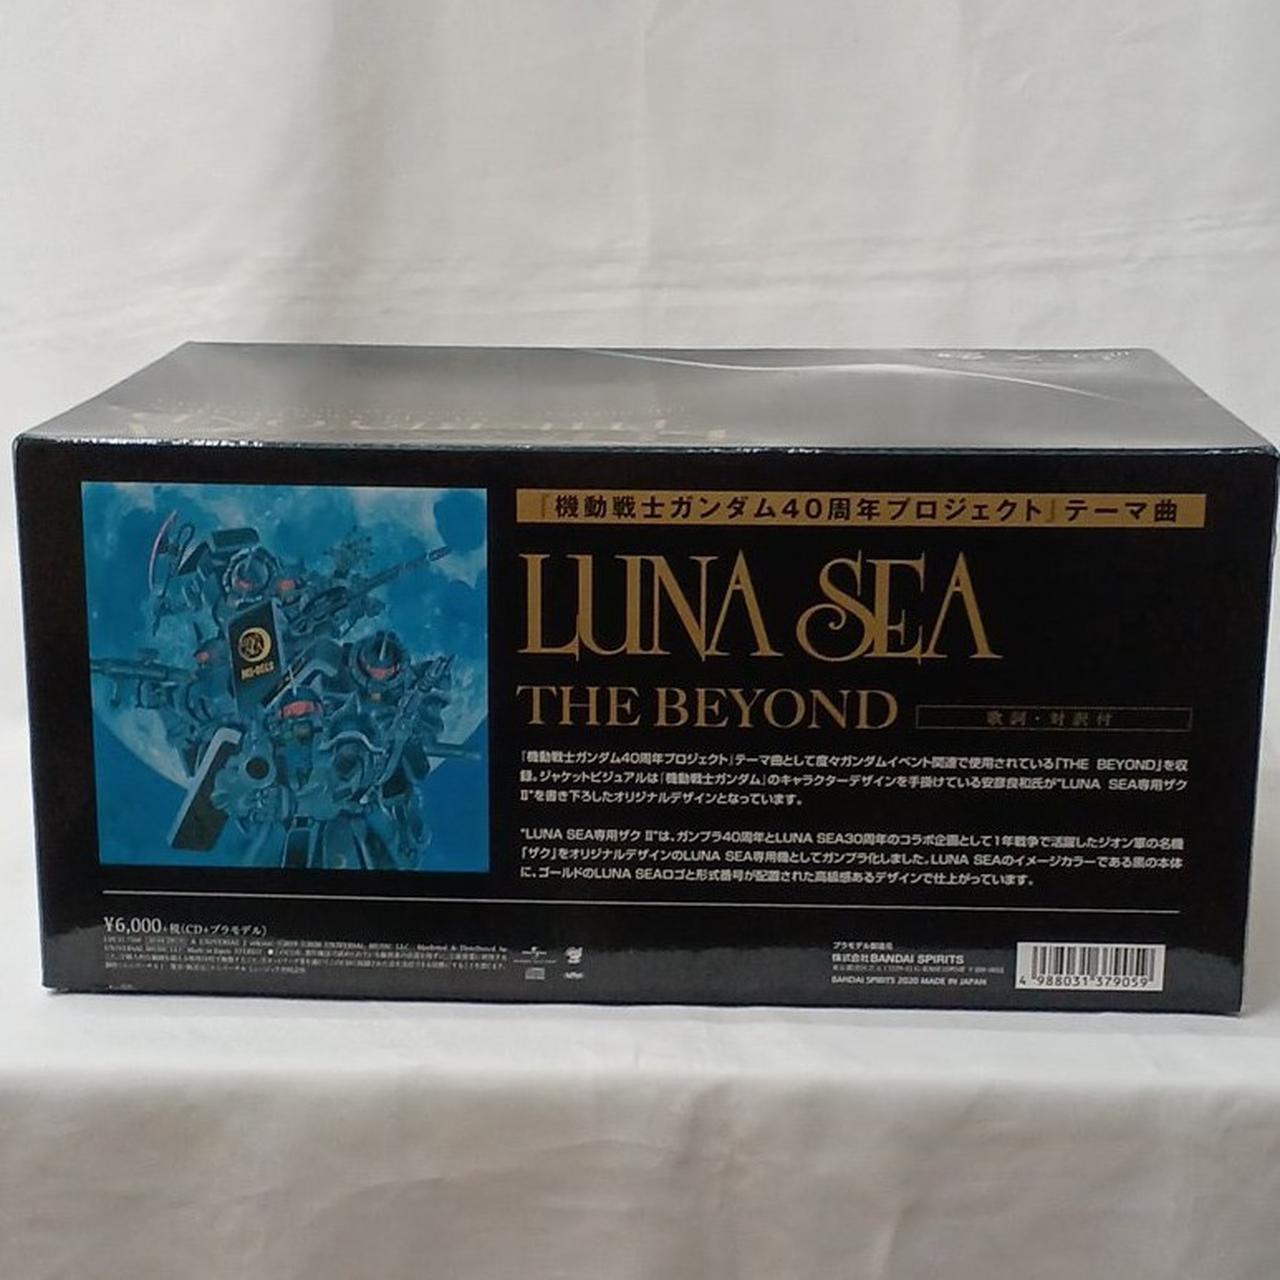 『機動戦士ガンダム40周年プロジェクト』テーマ曲
LUNA SEA
THE BEYOND
歌詞・対訳付
『機動戦士ガンダム40周年プロジェクト』テーマ曲として度々ガンダムイベント関連で使用されている「THE BEYOND」を収
録。ジャケットビジュアルは『機動戦士ガンダム』のキャラクターデザインを手掛けている安彦良和氏が"LUNA SEA専用ザク
II"を書き下ろしたオリジナルデザインとなっています。
"LUNA SEA専用ザク II"は、ガンプラ40周年とLUNA SEA30周年のコラボ企画として1年戦争で活躍したジオン軍の名機
「ザク」をオリジナルデザインのLUNA SEA専用機としてガンプラ化しました。LUNA SEAのイメージカラーである黒の本体
に、ゴールドのLUNA SEAロゴと形式番号が配置された高級感あるデザインで仕上がっています。
¥6,000+税(CD+プラモデル)
プラモデル製造元
株式会社BANDAI SPIRITS
BANDAI SPIRITS 2020 MADE IN JAPAN
4 988031 379059